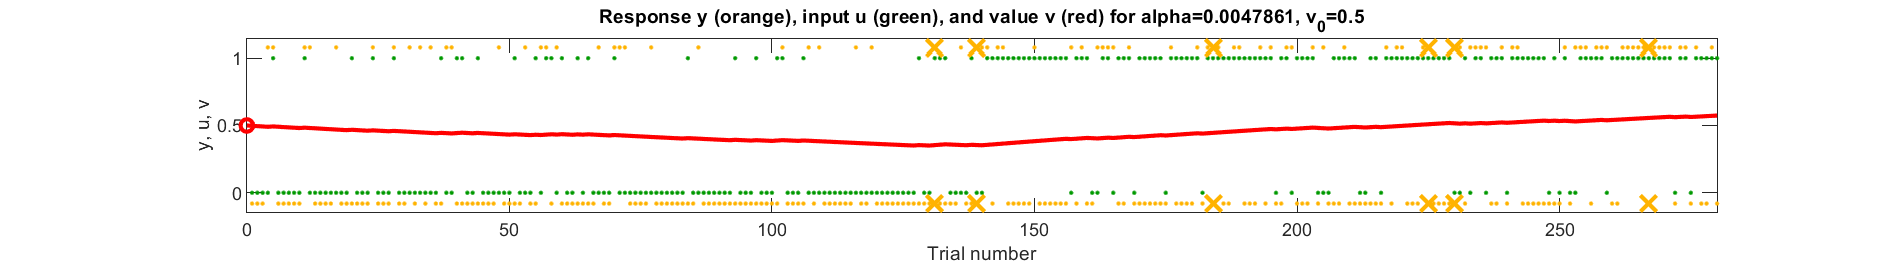 Response y (orange), input u (green), and value v (red) for alpha=0.0047861, v0=0.5
y, u, v
1
0.5
0
0 50 100 150 200 250
Trial number